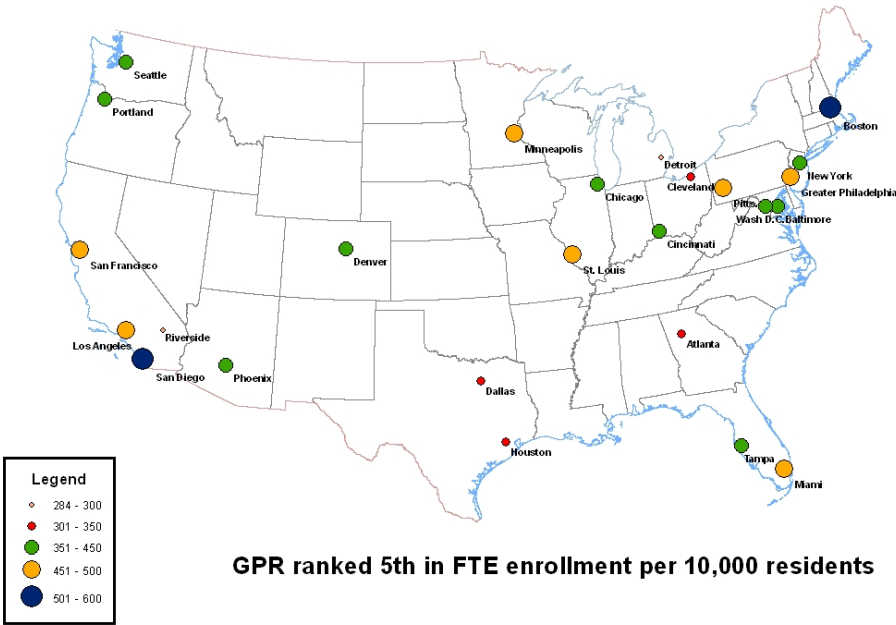 Seattle
Portland
Minneapolis
Boston
Detroit
Cleveland
Chicago
New York
Greater Philadelphia
Pitts.
Wash D.C.
Baltimore
Cincinnati
San Francisco
Denver
St. Louis
Riverside
Los Angeles
Atlanta
San Diego
Phoenix
Dallas
Houston
Tampa
Miami
Legend
284 - 300
301 - 350
351 - 450
451 - 500
501 - 600
GPR ranked 5th in FTE enrollment per 10,000 residents